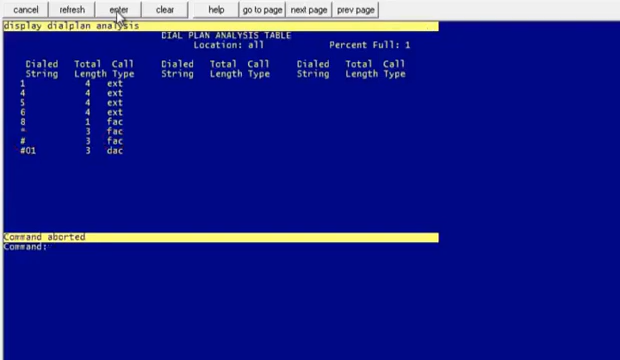 cancel refresh enter clear help go to page next page prev page
display dialplan analysis
DIAL PLAN ANALYSIS TABLE
Location: all Percent Full: 1
Dialed Total Call Dialed Total Call Dialed Total Call
String Length Type String Length Type String Length Type
1 4 ext
4 4 ext
5 4 ext
6 4 ext
8 1 fac
* 3 fac
# 3 fac
#01 3 dac
Command aborted
Command: